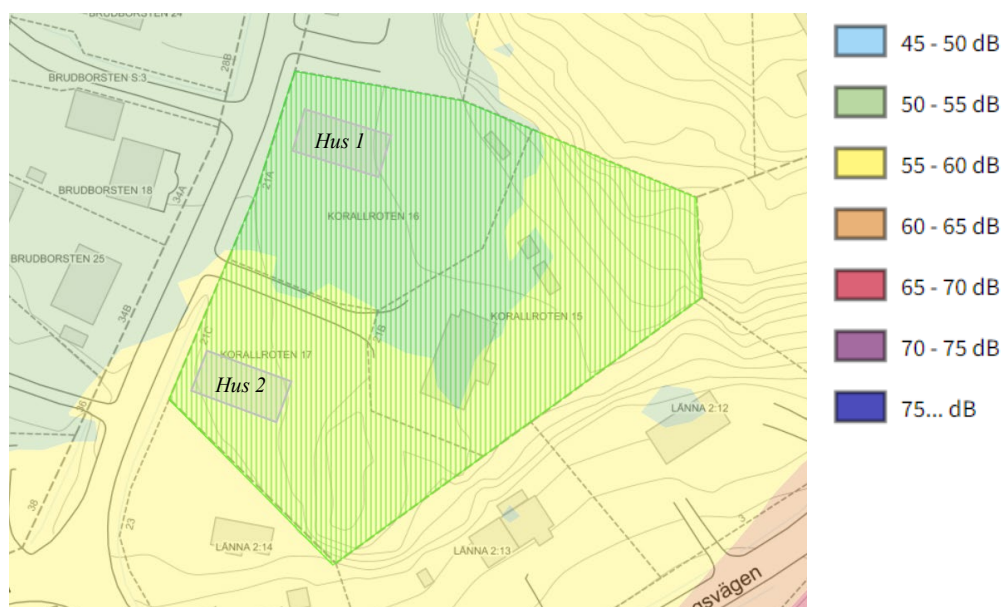 BRUDBORSTEN 24
BRUDBORSTEN S:3
28B
Hus 1
34A
21A
BRUDBORSTEN 18
KORALLROTEN 16
BRUDBORSTEN 25
34B
21C
21B
KORALLROTEN 15
KORALLROTEN 17
Hus 2
36
LÄNNA 2:12
38
23
LÄNNA 2:14
LÄNNA 2:13
3
gsvägen
45 - 50 dB
50 - 55 dB
55 - 60 dB
60 - 65 dB
65 - 70 dB
70 - 75 dB
75... dB